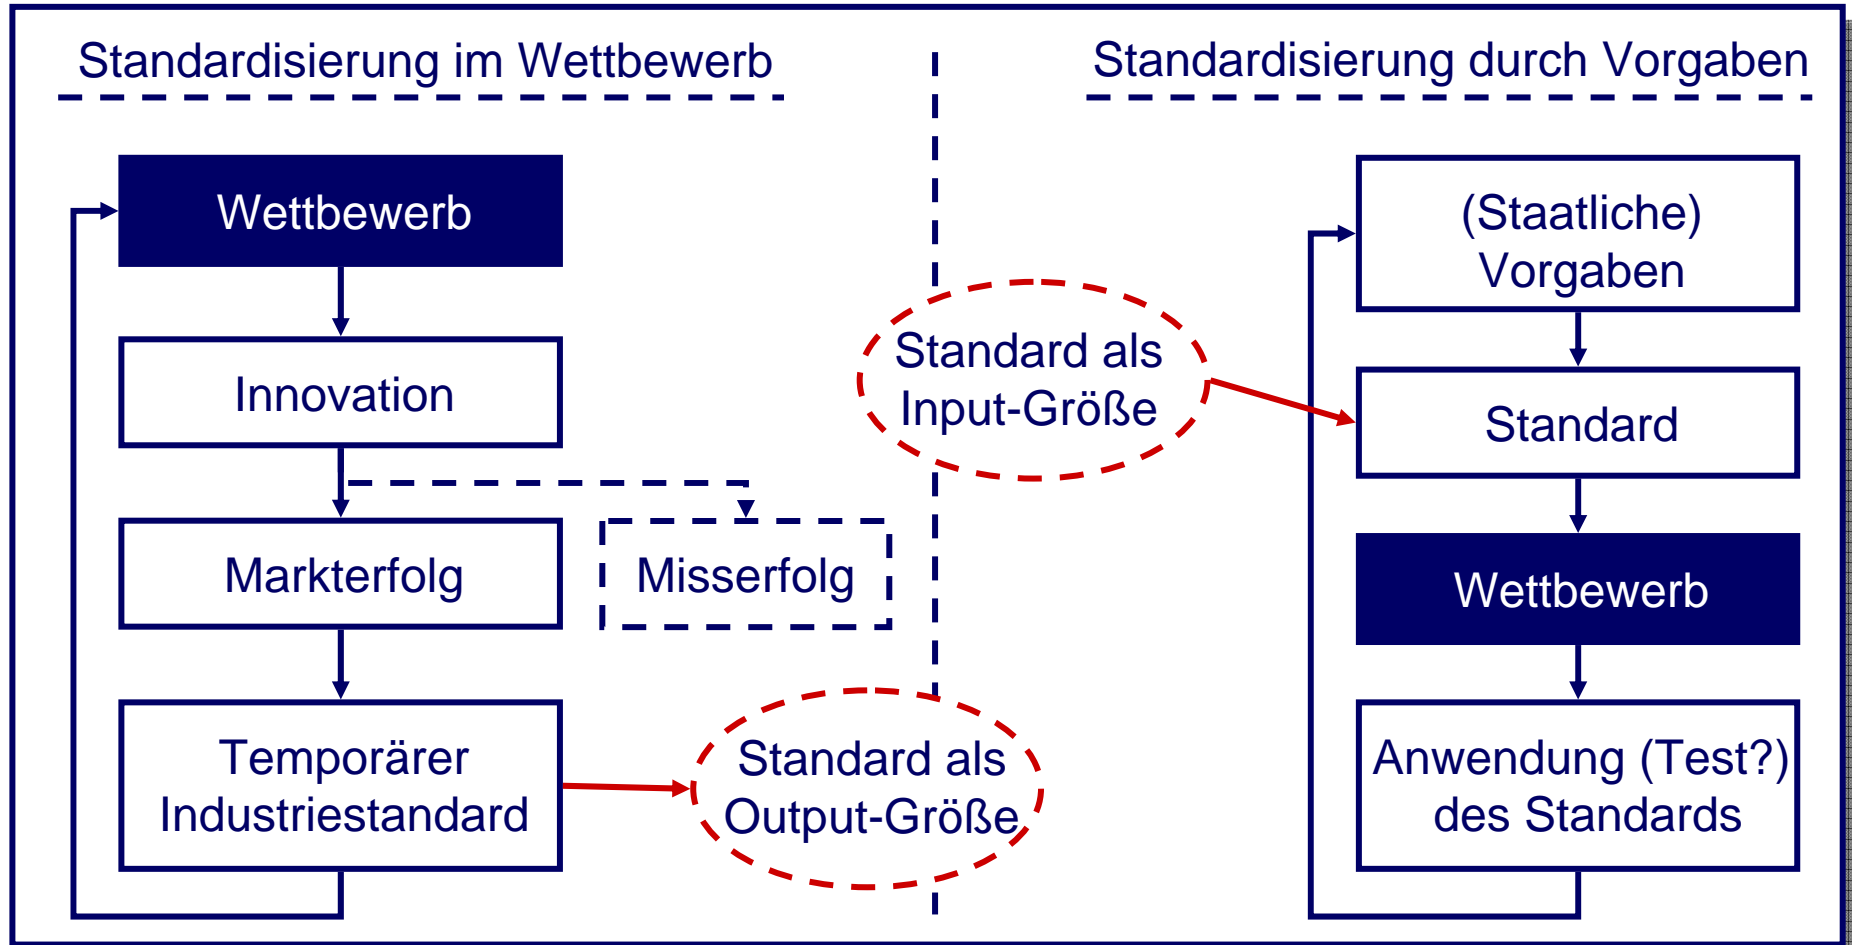 Standardisierung im Wettbewerb
Wettbewerb
Innovation
Markterfolg
Misserfolg
Temporärer
Industriestandard
Standard als
Output-Größe
Standard als
Input-Größe
Standardisierung durch Vorgaben
(Staatliche)
Vorgaben
Standard
Wettbewerb
Anwendung (Test?)
des Standards